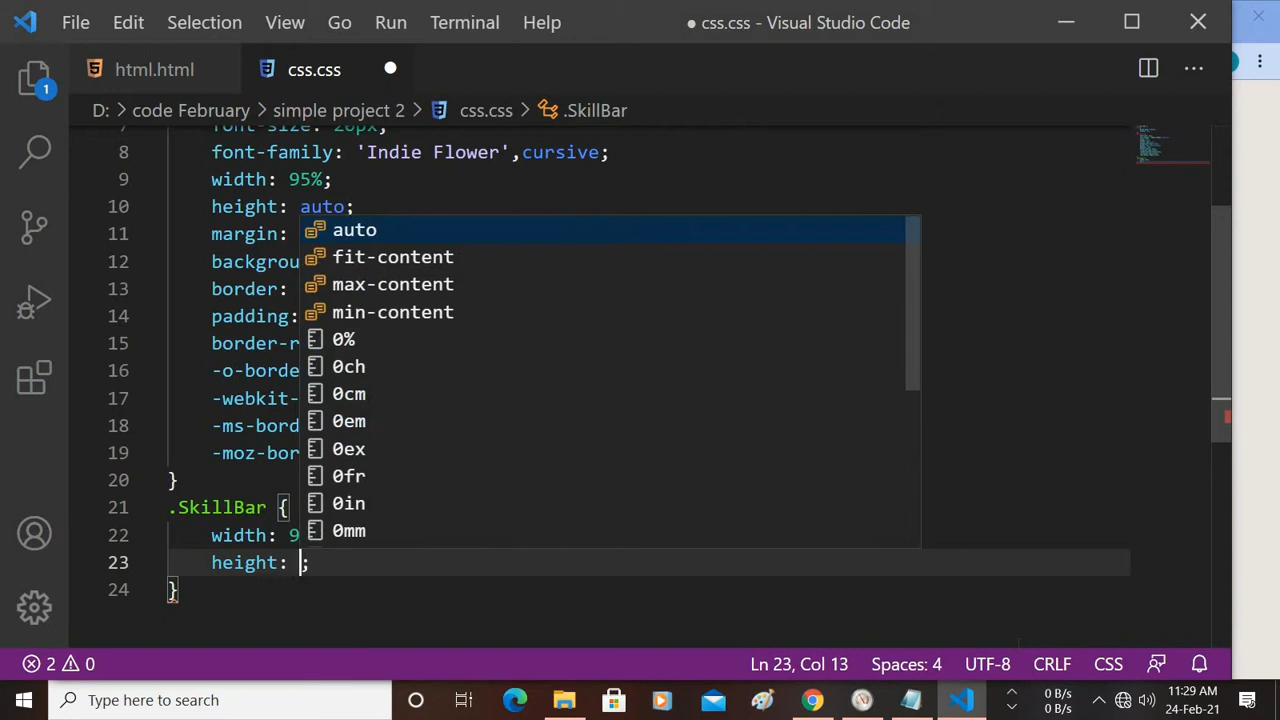 File Edit Selection View Go Run Terminal Help ● css.css - Visual Studio Code
html.html css.css
1
D: > code February > simple project 2 > css.css > .SkillBar
7 font-size: 20px;
8 font-family: 'Indie Flower',cursive;
9 width: 95%;
10 height: auto;
11 margin:
12 backgrou
13 border:
14 padding:
15 border-r
16 -o-borde
17 -webkit-
18 -ms-bord
19 -moz-bor
auto
fit-content
max-content
min-content
0%
0ch
0cm
0em
0ex
0fr
0in
0mm
20 }
21 .SkillBar {
22 width: 9
23 height: ;
24 }
2 0 Ln 23, Col 13 Spaces: 4 UTF-8 CRLF CSS
Type here to search 0 B/s 0 B/s 11:29 AM 24-Feb-21